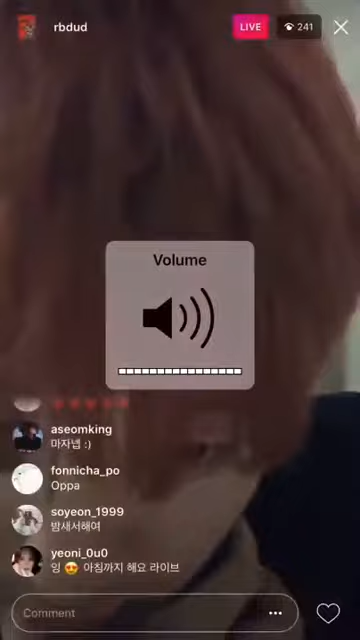 rbdud
LIVE
241
Volume
aseomking
마자넵 :)
fonnicha_po
Oppa
soyeon_1999
밤새서해여
yeoni_0u0
잉 😍 아침까지 해요 라이브
Comment